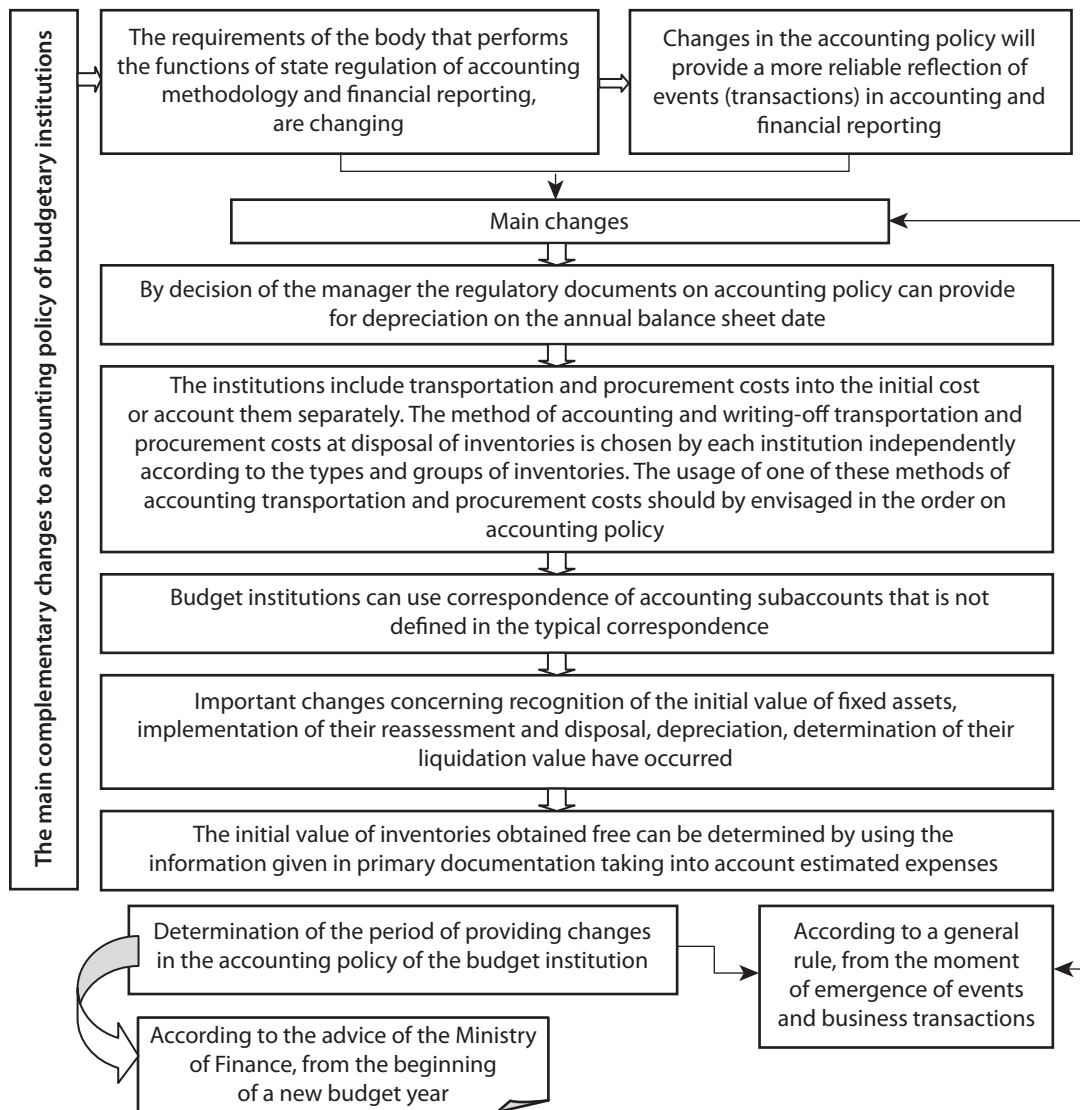 The main complementary changes to accounting policy of budgetary institutions
The requirements of the body that performs
the functions of state regulation of accounting
methodology and financial reporting,
are changing
Changes in the accounting policy will
provide a more reliable reflection of
events (transactions) in accounting and
financial reporting
Main changes
By decision of the manager the regulatory documents on accounting policy can provide
for depreciation on the annual balance sheet date
The institutions include transportation and procurement costs into the initial cost
or account them separately. The method of accounting and writing-off transportation and
procurement costs at disposal of inventories is chosen by each institution independently
according to the types and groups of inventories. The usage of one of these methods of
accounting transportation and procurement costs should by envisaged in the order on
accounting policy
Budget institutions can use correspondence of accounting subaccounts that is not
defined in the typical correspondence
Important changes concerning recognition of the initial value of fixed assets,
implementation of their reassessment and disposal, depreciation, determination of their
liquidation value have occurred
The initial value of inventories obtained free can be determined by using the
information given in primary documentation taking into account estimated expenses
Determination of the period of providing changes
in the accounting policy of the budget institution
According to a general
rule, from the moment
of emergence of events
and business transactions
According to the advice of the Ministry
of Finance, from the beginning
of a new budget year